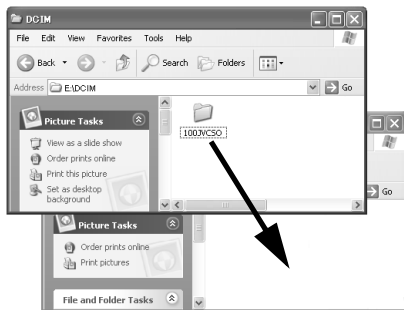 DCIM
File Edit View Favorites Tools Help
Back Search Folders
Address E:\DCIM Go
Picture Tasks
View as a slide show
Order prints online
Print this picture
Set as desktop
background
100JVCSO
Go
Picture Tasks
Order prints online
Print pictures
File and Folder Tasks